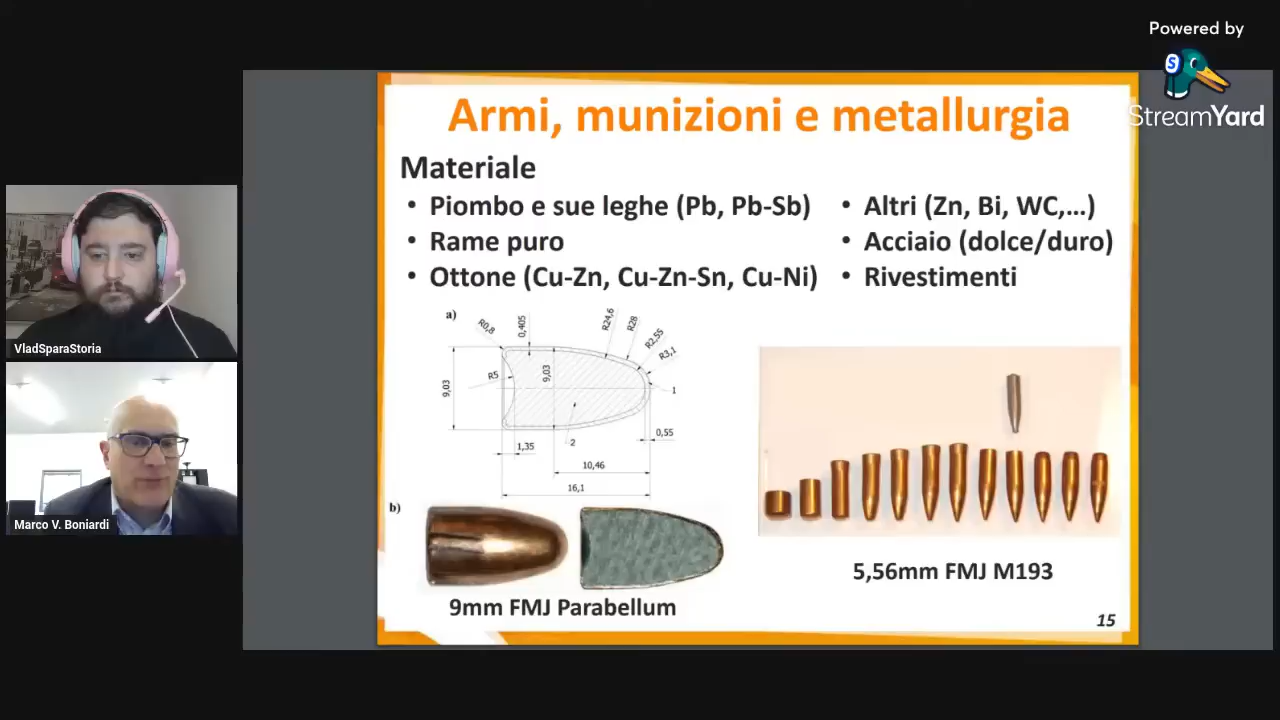 Powered by
StreamYard
Armi, munizioni e metallurgia
Materiale
• Piombo e sue leghe (Pb, Pb-Sb)
• Rame puro
• Ottone (Cu-Zn, Cu-Zn-Sn, Cu-Ni)
• Altri (Zn, Bi, WC,...)
• Acciaio (dolce/duro)
• Rivestimenti
a)
R0,8
0,405
R24,6
R28
R2,55
R3,1
9,03
R5
9,03
1
2
0,55
1,35
10,46
16,1
b)
9mm FMJ Parabellum
5,56mm FMJ M193
15
VladSparaStoria
Marco V. Boniardi